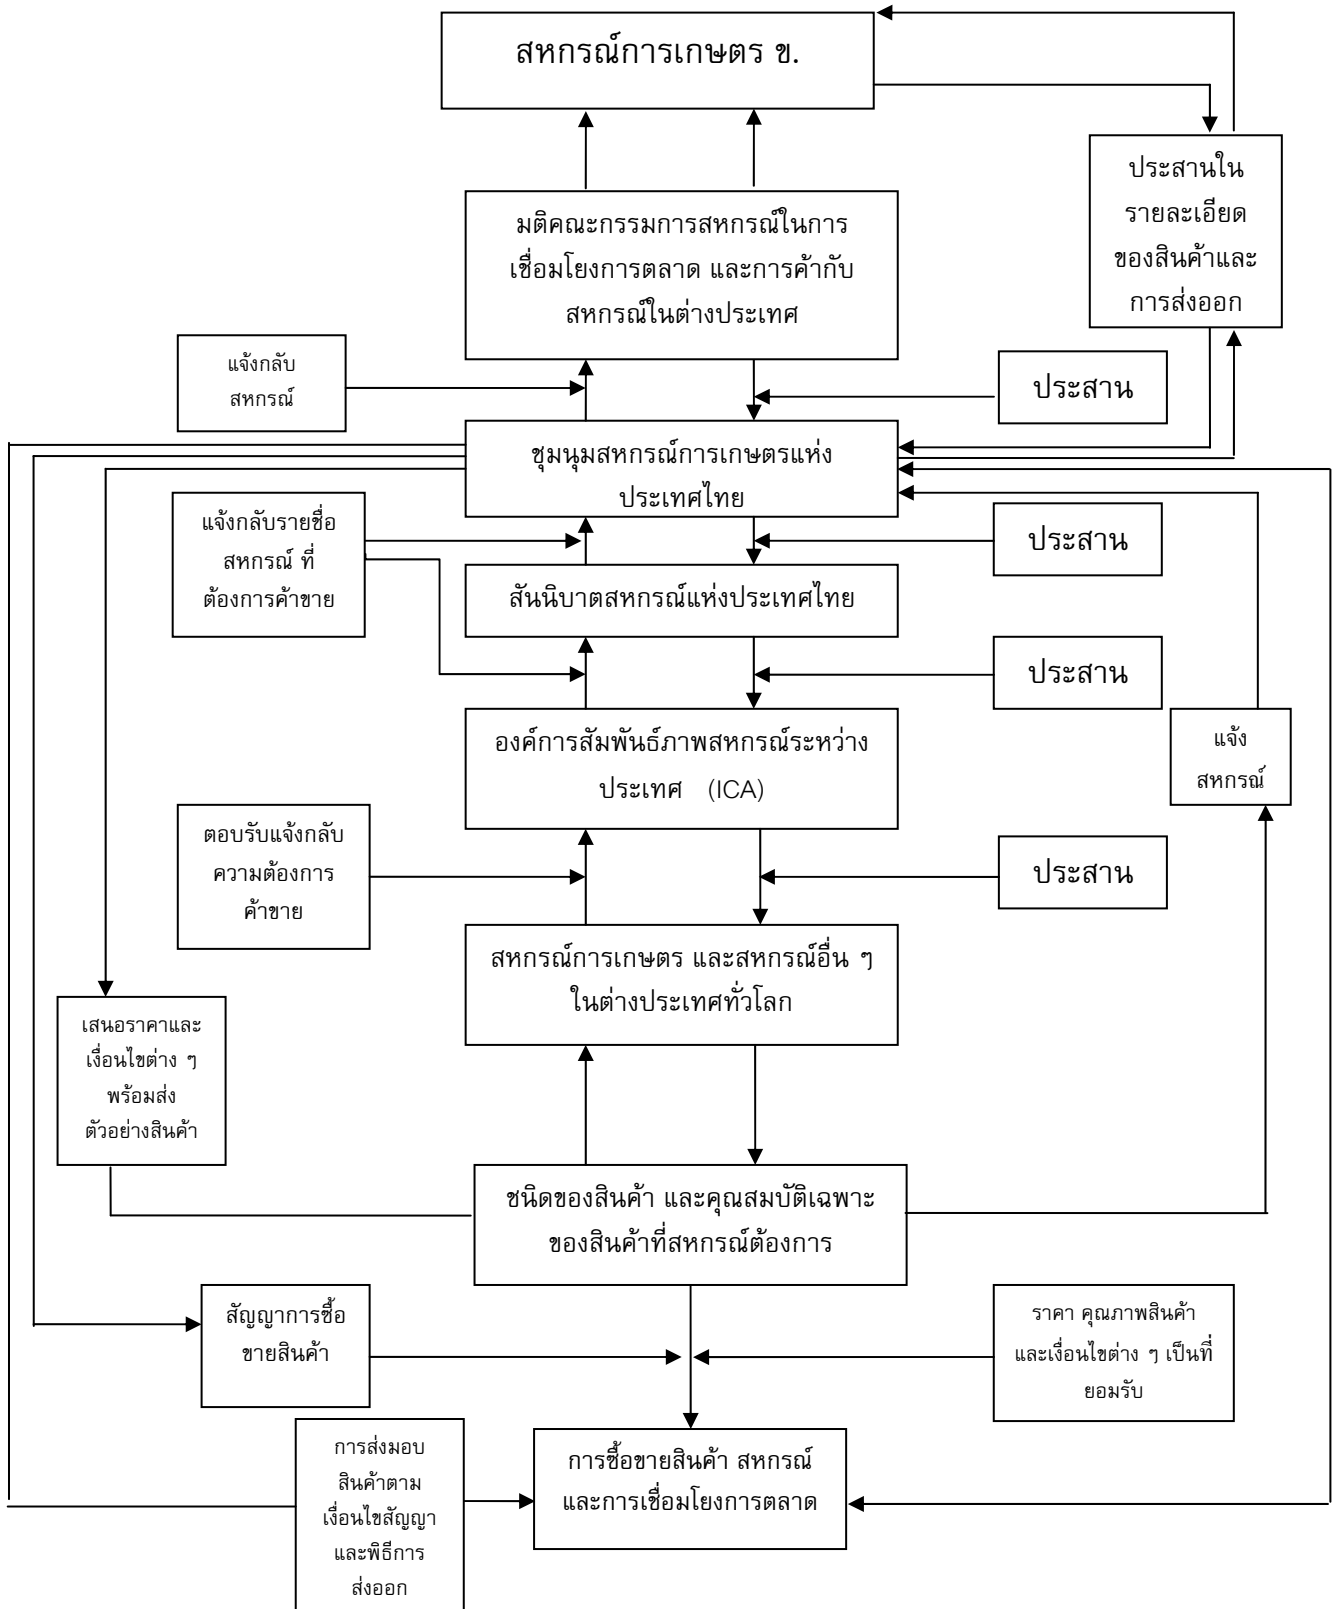 สหกรณ์การเกษตร ข.
ประสานใน
รายละเอียด
ของสินค้าและ
การส่งออก
มติคณะกรรมการสหกรณ์ในการ
เชื่อมโยงการตลาด และการค้ากับ
สหกรณ์ในต่างประเทศ
แจ้งกลับ
สหกรณ์
ประสาน
ชุมนุมสหกรณ์การเกษตรแห่ง
ประเทศไทย
แจ้งกลับรายชื่อ
สหกรณ์ ที่
ต้องการค้าขาย
ประสาน
สันนิบาตสหกรณ์แห่งประเทศไทย
ประสาน
องค์การสัมพันธ์ภาพสหกรณ์ระหว่าง
ประเทศ (ICA)
แจ้ง
สหกรณ์
ตอบรับแจ้งกลับ
ความต้องการ
ค้าขาย
ประสาน
สหกรณ์การเกษตร และสหกรณ์อื่น ๆ
ในต่างประเทศทั่วโลก
เสนอราคาและ
เงื่อนไขต่าง ๆ
พร้อมส่ง
ตัวอย่างสินค้า
ชนิดของสินค้า และคุณสมบัติเฉพาะ
ของสินค้าที่สหกรณ์ต้องการ
สัญญาการซื้อ
ขายสินค้า
ราคา คุณภาพสินค้า
และเงื่อนไขต่าง ๆ เป็นที่
ยอมรับ
การส่งมอบ
สินค้าตาม
เงื่อนไขสัญญา
และพิธีการ
ส่งออก
การซื้อขายสินค้า สหกรณ์
และการเชื่อมโยงการตลาด